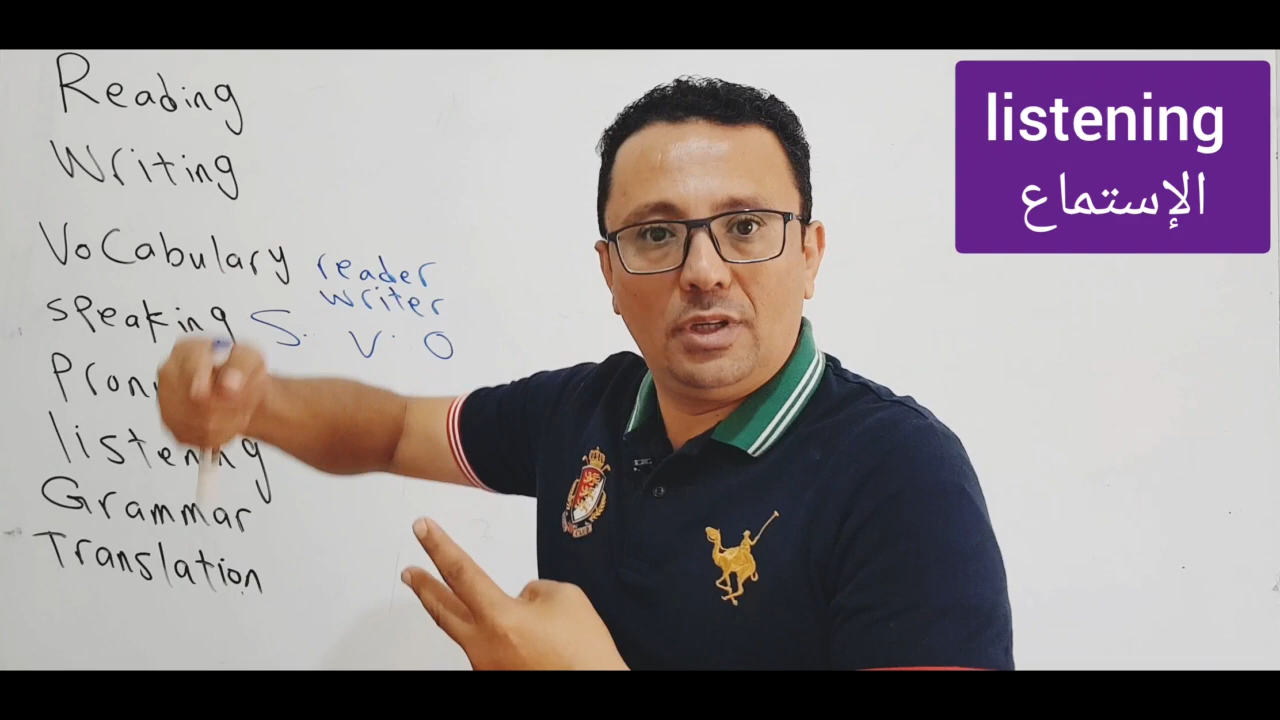 Reading
Writing
Vocabulary
reader
writer
speaking
S. V. O
listening
Grammar
Translation
listening
الإستماع